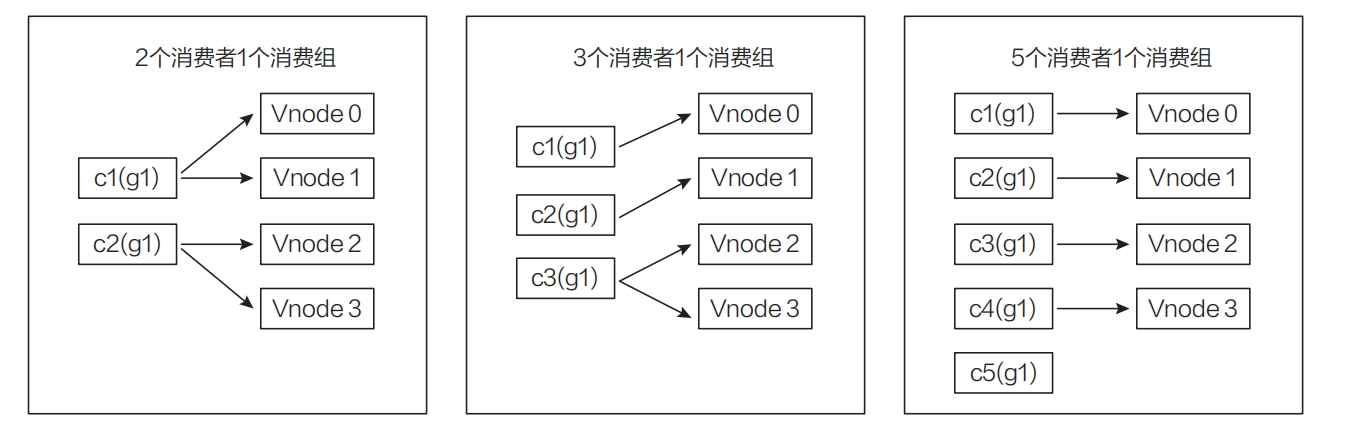 2个消费者1个消费组
Vnode 0
c1(g1)
Vnode 1
c2(g1)
Vnode 2
Vnode 3
3个消费者1个消费组
Vnode 0
c1(g1)
Vnode 1
c2(g1)
Vnode 2
c3(g1)
Vnode 3
5个消费者1个消费组
c1(g1)
Vnode 0
c2(g1)
Vnode 1
c3(g1)
Vnode 2
c4(g1)
Vnode 3
c5(g1)